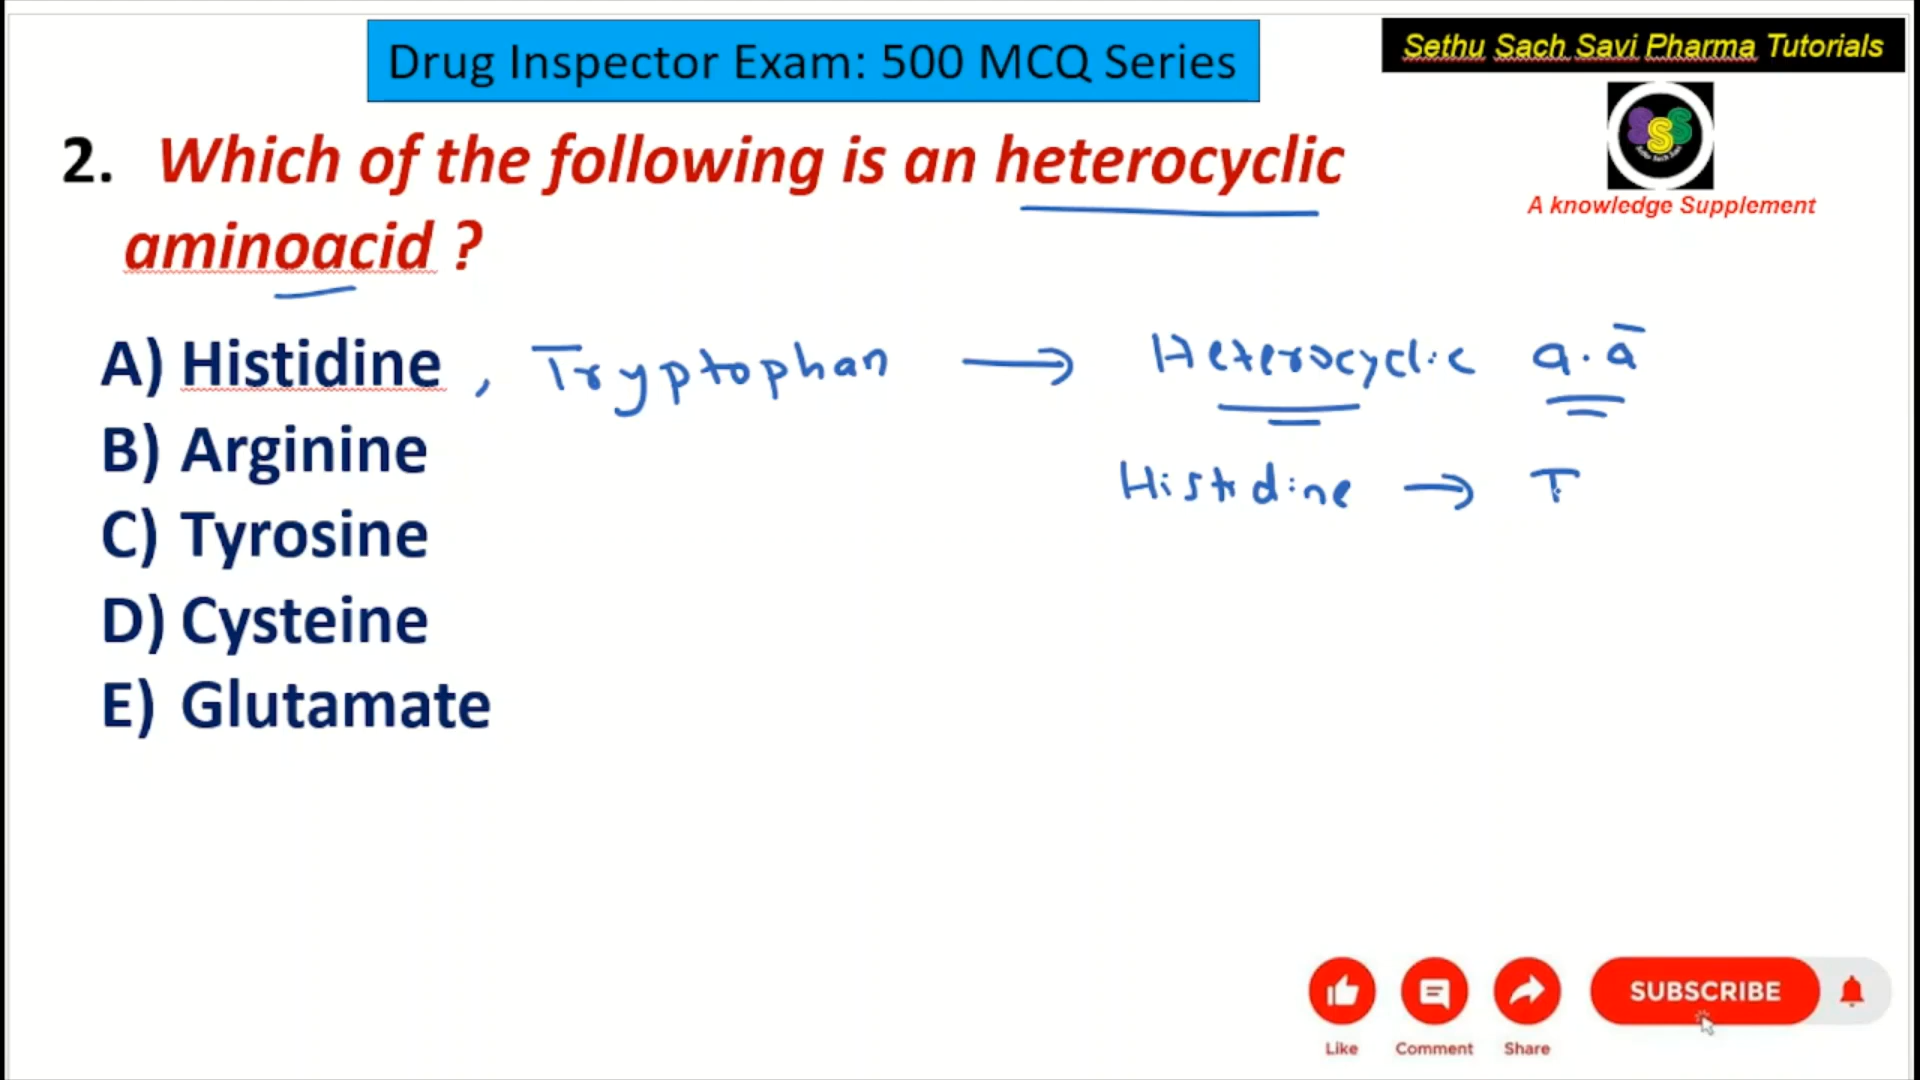 Drug Inspector Exam: 500 MCQ Series
Sethu Sach Savi Pharma Tutorials
SSS
A knowledge Supplement
2. Which of the following is an heterocyclic
aminoacid ?
A) Histidine , Tryptophan → Heterocyclic a.a
B) Arginine
Histidine → I
C) Tyrosine
D) Cysteine
E) Glutamate
SUBSCRIBE
Like Comment Share